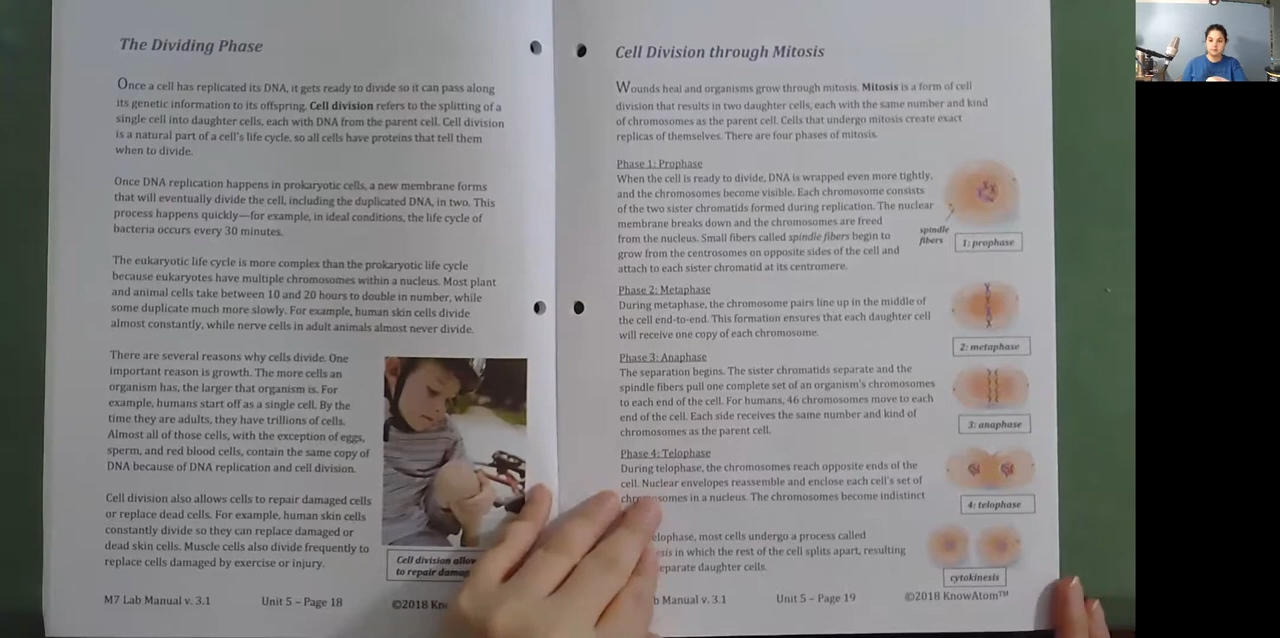 The Dividing Phase
Once a cell has replicated its DNA, it gets ready to divide so it can pass along
its genetic information to its offspring. Cell division refers to the splitting of a
single cell into daughter cells, each with DNA from the parent cell. Cell division
is a natural part of a cell's life cycle, so all cells have proteins that tell them
when to divide.
Once DNA replication happens in prokaryotic cells, a new membrane forms
that will eventually divide the cell, including the duplicated DNA, in two. This
process happens quickly—for example, in ideal conditions, the life cycle of
bacteria occurs every 30 minutes.
The eukaryotic life cycle is more complex than the prokaryotic life cycle
because eukaryotes have multiple chromosomes within a nucleus. Most plant
and animal cells take between 10 and 20 hours to double in number, while
some duplicate much more slowly. For example, human skin cells divide
almost constantly, while nerve cells in adult animals almost never divide.
There are several reasons why cells divide. One
important reason is growth. The more cells an
organism has, the larger that organism is. For
example, humans start off as a single cell. By the
time they are adults, they have trillions of cells.
Almost all of those cells, with the exception of eggs,
sperm, and red blood cells, contain the same copy of
DNA because of DNA replication and cell division.
Cell division also allows cells to repair damaged cells
or replace dead cells. For example, human skin cells
constantly divide so they can replace damaged or
dead skin cells. Muscle cells also divide frequently to
replace cells damaged by exercise or injury.
Cell division
to repair
M7 Lab Manual v. 3.1 Unit 5 – Page 18 ©2018
Cell Division through Mitosis
Wounds heal and organisms grow through mitosis. Mitosis is a form of cell
division that results in two daughter cells, each with the same number and kind
of chromosomes as the parent cell. Cells that undergo mitosis create exact
replicas of themselves. There are four phases of mitosis.
Phase 1: Prophase
When the cell is ready to divide, DNA is wrapped even more tightly,
and the chromosomes become visible. Each chromosome consists
of the two sister chromatids formed during replication. The nuclear
membrane breaks down and the chromosomes are freed
from the nucleus. Small fibers called spindle fibers begin to
grow from the centrosomes on opposite sides of the cell and
attach to each sister chromatid at its centromere.
spindle
fibers
1: prophase
Phase 2: Metaphase
During metaphase, the chromosome pairs line up in the middle of
the cell end-to-end. This formation ensures that each daughter cell
will receive one copy of each chromosome.
2: metaphase
Phase 3: Anaphase
The separation begins. The sister chromatids separate and the
spindle fibers pull one complete set of an organism's chromosomes
to each end of the cell. For humans, 46 chromosomes move to each
end of the cell. Each side receives the same number and kind of
chromosomes as the parent cell.
3: anaphase
Phase 4: Telophase
During telophase, the chromosomes reach opposite ends of the
cell. Nuclear envelopes reassemble and enclose each cell's set of
chromosomes in a nucleus. The chromosomes become indistinct
4: telophase
elophase, most cells undergo a process called
in which the rest of the cell splits apart, resulting
eparate daughter cells.
cytokinesis
b Manual v. 3.1 Unit 5 – Page 19 ©2018 KnowAtom™